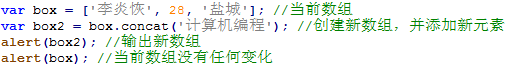 var box = ['李炎恢', 28, '盐城']; //当前数组
var box2 = box.concat('计算机编程'); //创建新数组，并添加新元素
alert(box2); //输出新数组
alert(box); //当前数组没有任何变化